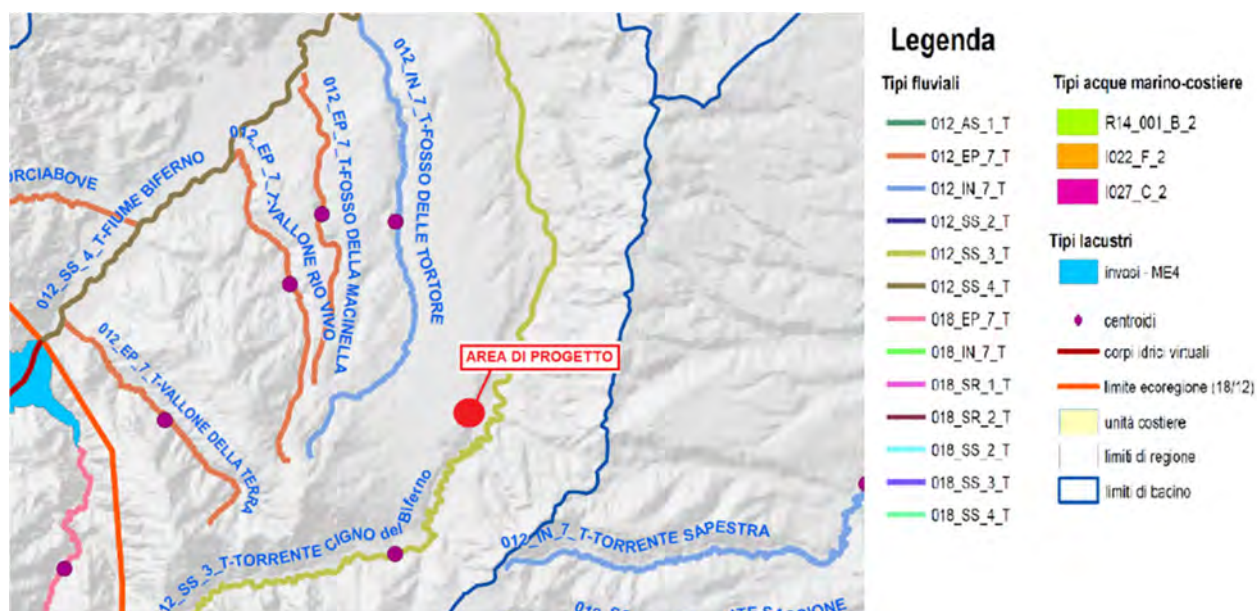 012_IN_7_T-FOSSO DELLE TORTORE
012_EP_7_T-FOSSO DELLA MACINELLA
012_EP_7_T-VALLONE RIO VIVO
ORCIABOVE
012_SS_4_T-FIUME BIFERNO
012_EP_7_T-VALLONE DELLA TERRA
AREA DI PROGETTO
012_SS_3_T-TORRENTE CIGNO del Biferno
012_IN_7_T-TORRENTE SAPESTRA
Legenda
Tipi fluviali
012_AS_1_T
012_EP_7_T
012_IN_7_T
012_SS_2_T
012_SS_3_T
012_SS_4_T
018_EP_7_T
018_IN_7_T
018_SR_1_T
018_SR_2_T
018_SS_2_T
018_SS_3_T
018_SS_4_T
Tipi acque marino-costiere
R14_001_B_2
I022_F_2
I027_C_2
Tipi lacustri
invasi - ME4
centroidi
corpi idrici virtuali
limite ecoregione (18/12)
unità costiere
limiti di regione
limiti di bacino